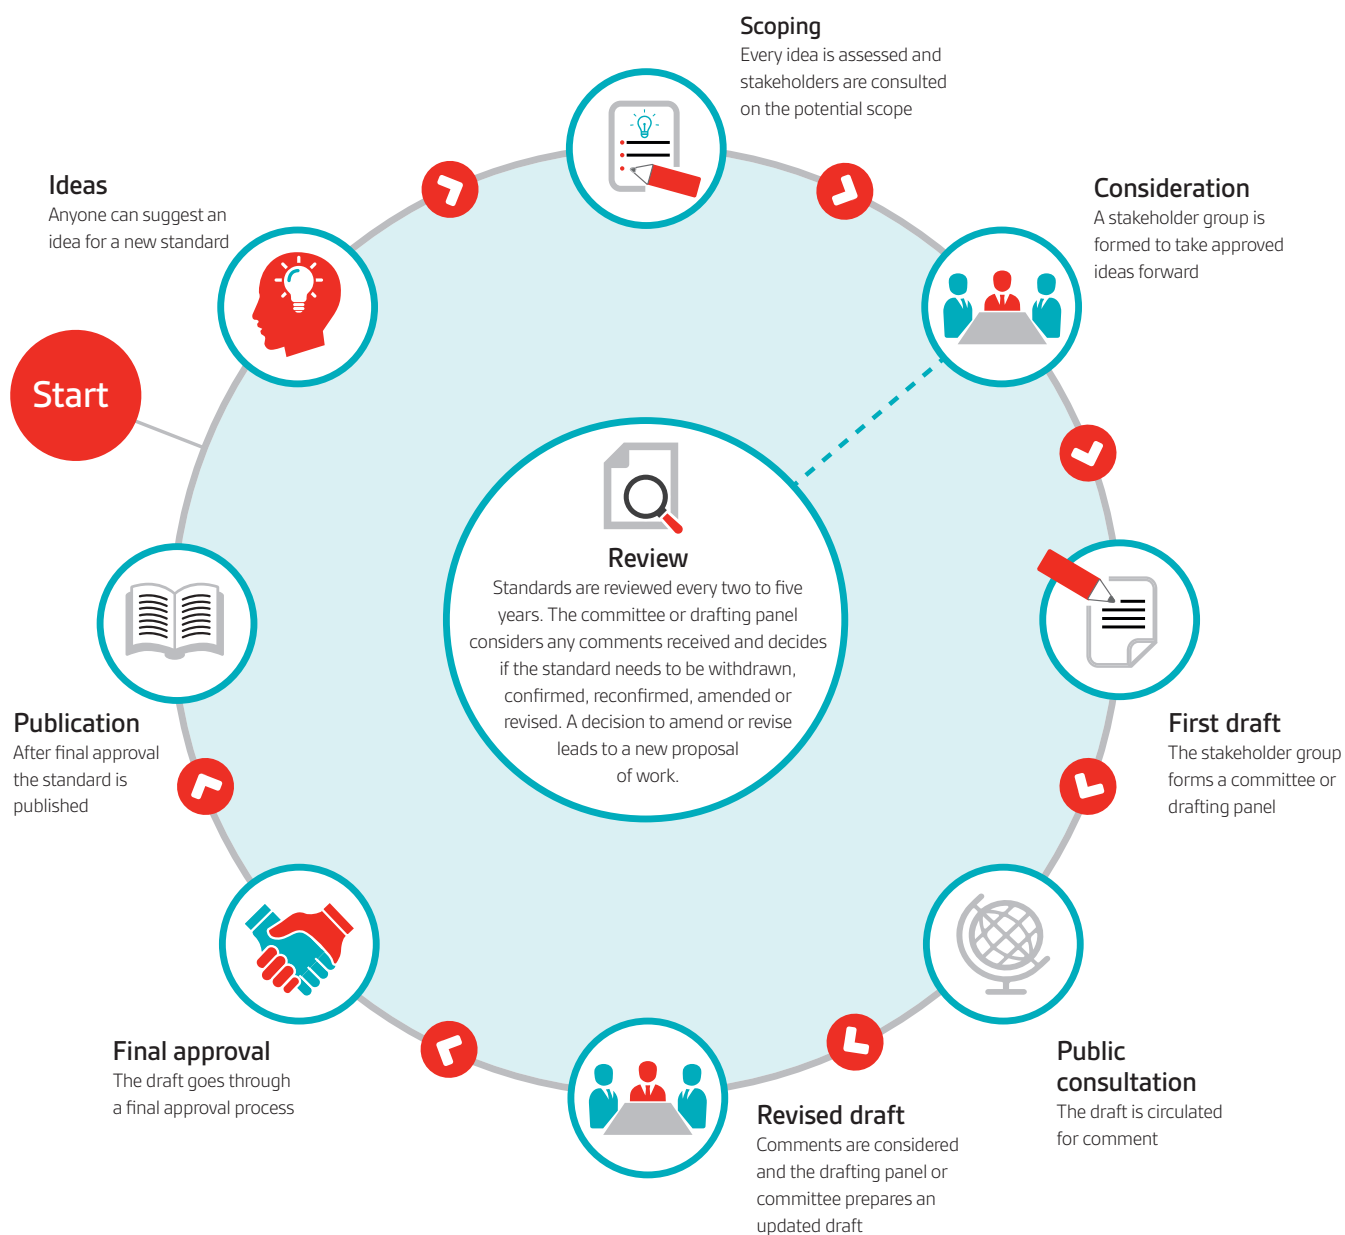 Start
Ideas
Anyone can suggest an
idea for a new standard
Scoping
Every idea is assessed and
stakeholders are consulted
on the potential scope
Consideration
A stakeholder group is
formed to take approved
ideas forward
First draft
The stakeholder group
forms a committee or
drafting panel
Public
consultation
The draft is circulated
for comment
Revised draft
Comments are considered
and the drafting panel or
committee prepares an
updated draft
Final approval
The draft goes through
a final approval process
Publication
After final approval
the standard is
published
Review
Standards are reviewed every two to five
years. The committee or drafting panel
considers any comments received and decides
if the standard needs to be withdrawn,
confirmed, reconfirmed, amended or
revised. A decision to amend or revise
leads to a new proposal
of work.